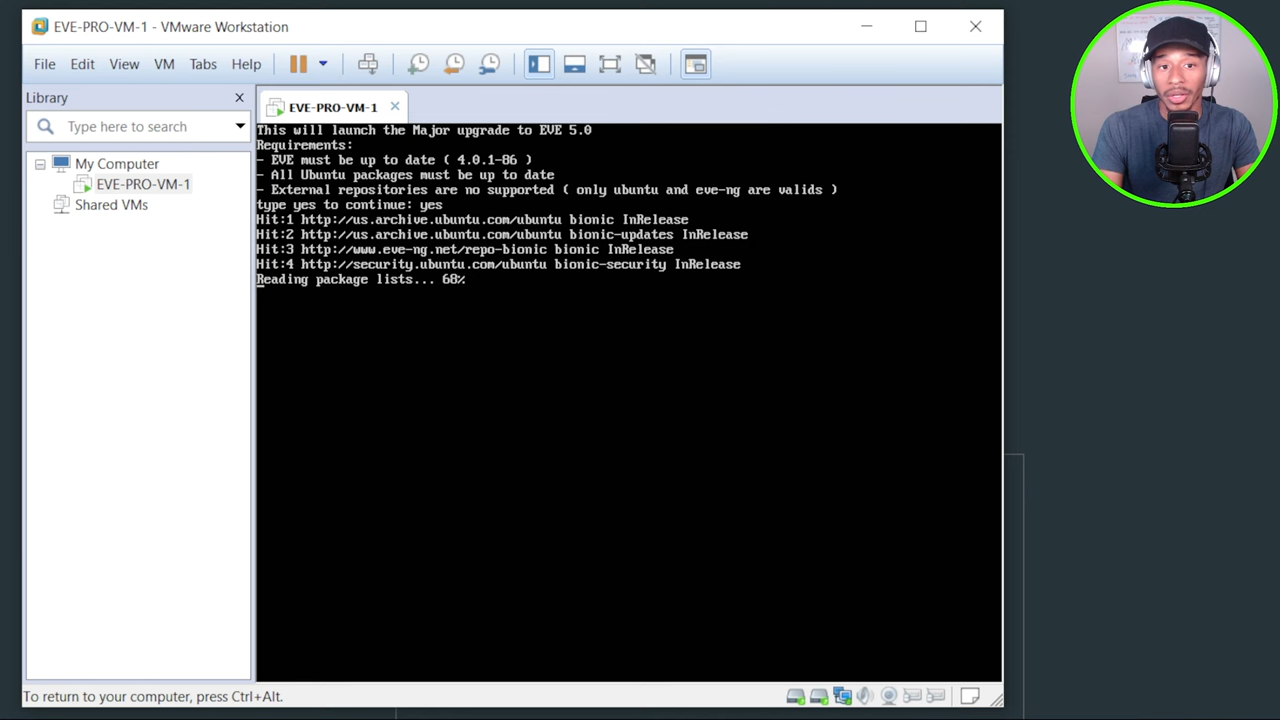 EVE-PRO-VM-1 - VMware Workstation
File Edit View VM Tabs Help
Library
Type here to search
My Computer
EVE-PRO-VM-1
Shared VMs
EVE-PRO-VM-1
This will launch the Major upgrade to EVE 5.0
Requirements:
- EVE must be up to date ( 4.0.1-86 )
- All Ubuntu packages must be up to date
- External repositories are no supported ( only ubuntu and eve-ng are valids )
type yes to continue: yes
Hit:1 http://us.archive.ubuntu.com/ubuntu bionic InRelease
Hit:2 http://us.archive.ubuntu.com/ubuntu bionic-updates InRelease
Hit:3 http://www.eve-ng.net/repo-bionic bionic InRelease
Hit:4 http://security.ubuntu.com/ubuntu bionic-security InRelease
Reading package lists... 68%
To return to your computer, press Ctrl+Alt.